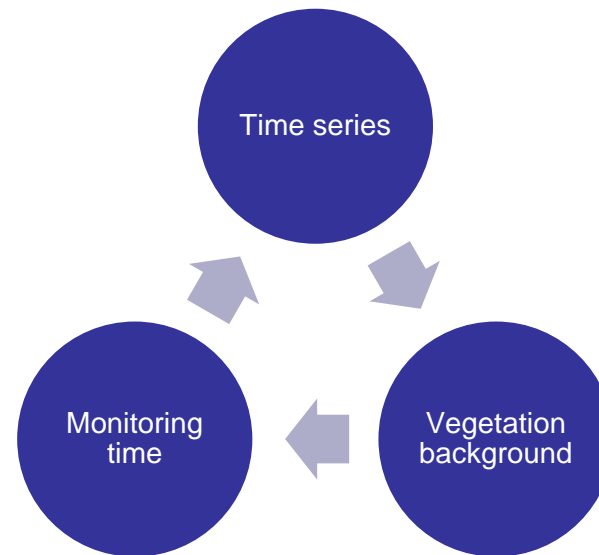 Time series
Monitoring
time
Vegetation
background